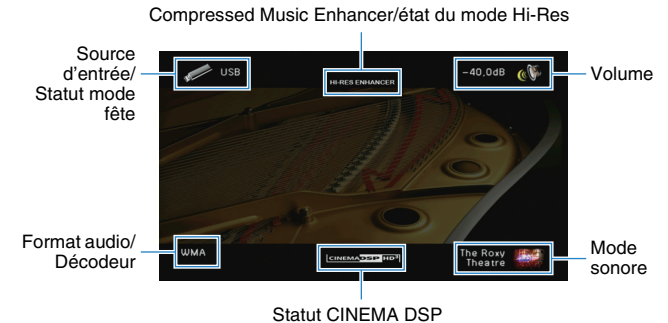 Compressed Music Enhancer/état du mode Hi-Res
Source
d'entrée/
Statut mode
fête
USB
HI-RES ENHANCER
-40,0dB
Volume
Format audio/
Décodeur
WMA
CINEMA DSP HD³
The Roxy
Theatre
Mode
sonore
Statut CINEMA DSP